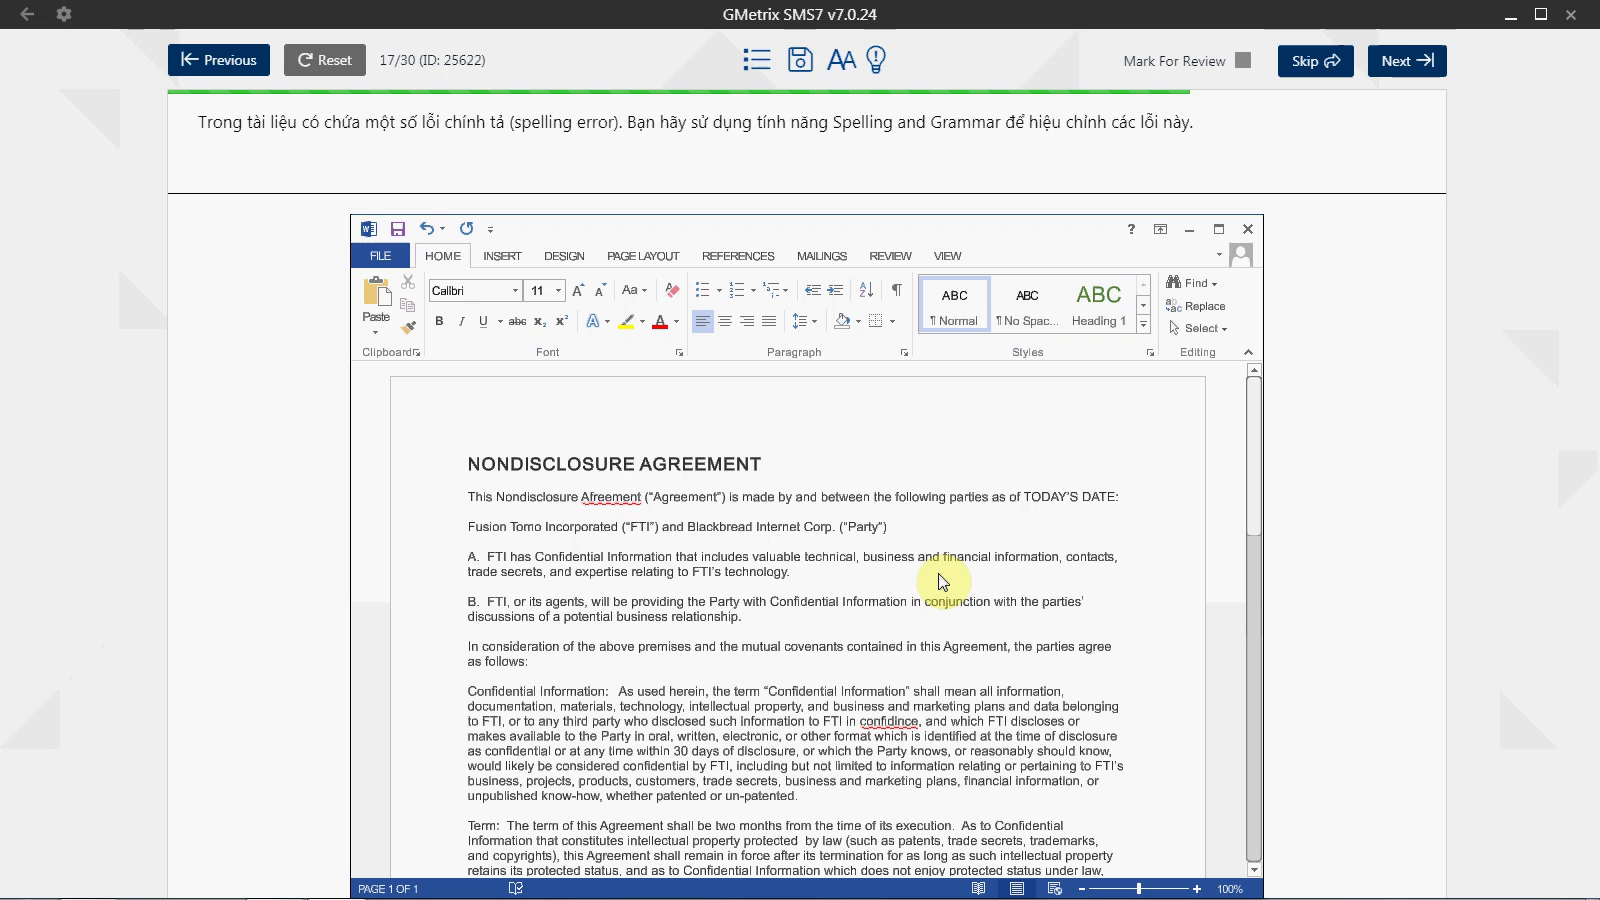 GMetrix SMS7 v7.0.24
Previous Reset 17/30 (ID: 25622) AA Mark For Review Skip Next
Trong tài liệu có chứa một số lỗi chính tả (spelling error). Bạn hãy sử dụng tính năng Spelling and Grammar để hiệu chỉnh các lỗi này.
FILE HOME INSERT DESIGN PAGE LAYOUT REFERENCES MAILINGS REVIEW VIEW
Paste
Calibri 11 A A Aa
B I U abc x₂ x² A A
ABC ABC ABC
¶ Normal ¶ No Spac... Heading 1
Find
Replace
Select
Clipboard Font Paragraph Styles Editing
NONDISCLOSURE AGREEMENT
This Nondisclosure Afreement (“Agreement”) is made by and between the following parties as of TODAY’S DATE:
Fusion Tomo Incorporated (“FTI”) and Blackbread Internet Corp. (“Party”)
A. FTI has Confidential Information that includes valuable technical, business and financial information, contacts,
trade secrets, and expertise relating to FTI’s technology.
B. FTI, or its agents, will be providing the Party with Confidential Information in conjunction with the parties’
discussions of a potential business relationship.
In consideration of the above premises and the mutual covenants contained in this Agreement, the parties agree
as follows:
Confidential Information: As used herein, the term “Confidential Information” shall mean all information,
documentation, materials, technology, intellectual property, and business and marketing plans and data belonging
to FTI, or to any third party who disclosed such information to FTI in confidince, and which FTI discloses or
makes available to the Party in oral, written, electronic, or other format which is identified at the time of disclosure
as confidential or at any time within 30 days of disclosure, or which the Party knows, or reasonably should know,
would likely be considered confidential by FTI, including but not limited to information relating or pertaining to FTI’s
business, projects, products, customers, trade secrets, business and marketing plans, financial information, or
unpublished know-how, whether patented or un-patented.
Term: The term of this Agreement shall be two months from the time of its execution. As to Confidential
Information that constitutes intellectual property protected by law (such as patents, trade secrets, trademarks,
and copyrights), this Agreement shall remain in force after its termination for as long as such intellectual property
retains its protected status, and as to Confidential Information which does not enjoy protected status under law,
PAGE 1 OF 1 100%